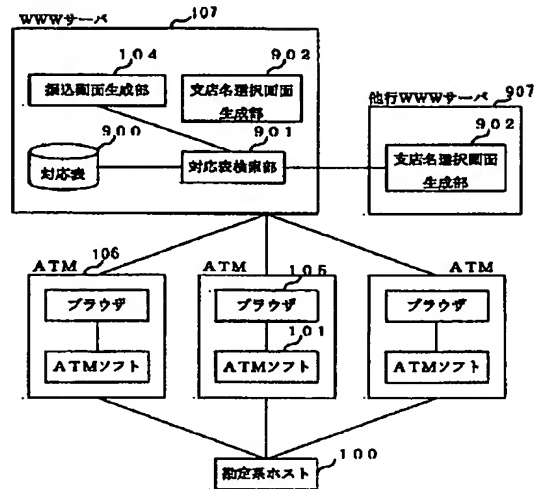 WWWサーバ
107
104
902
振込画面生成部
支店名選択画面
生成部
900
901
対応表
対応表検索部
他行WWWサーバ
907
902
支店名選択画面
生成部
ATM
106
ブラウザ
ATMソフト
ATM
105
ブラウザ
101
ATMソフト
ATM
ブラウザ
ATMソフト
勘定系ホスト
100